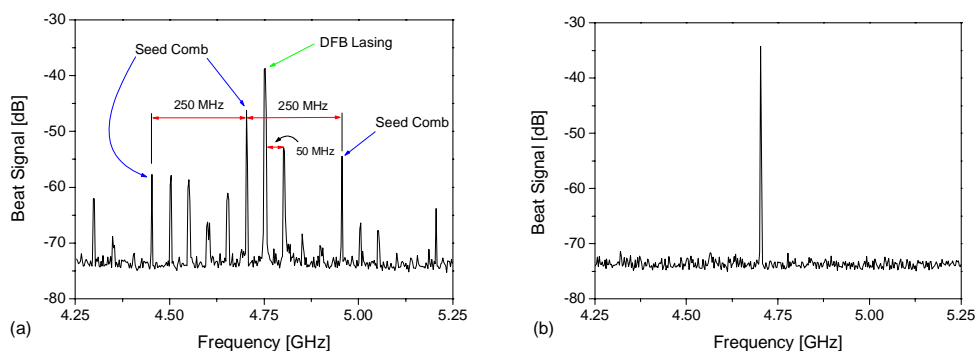 -30
-40
-50
-60
-70
-80
Beat Signal [dB]
DFB Lasing
Seed Comb
250 MHz
250 MHz
Seed Comb
50 MHz
4.25
4.50
4.75
5.00
5.25
Frequency [GHz]
(a)
-30
-40
-50
-60
-70
-80
Beat Signal [dB]
4.25
4.50
4.75
5.00
5.25
Frequency [GHz]
(b)